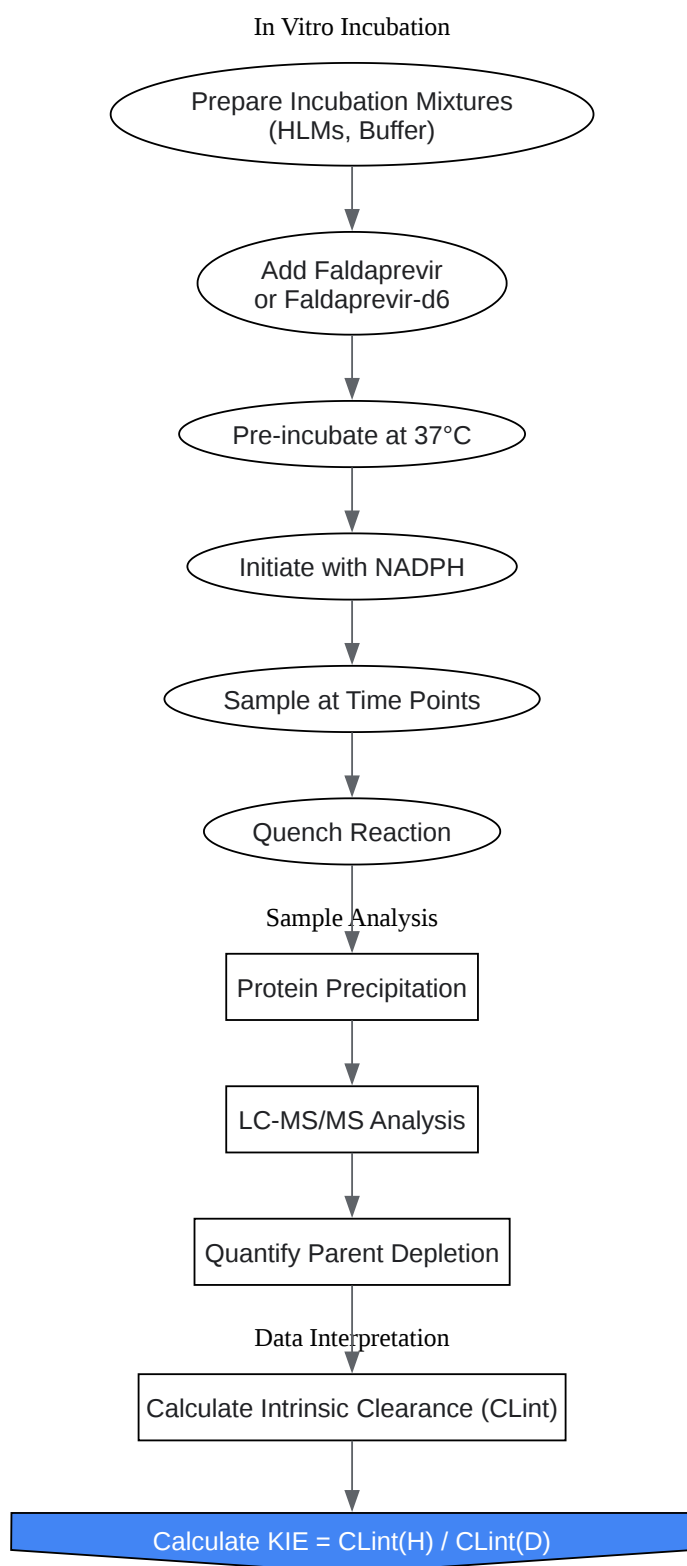 In Vitro Incubation
Prepare Incubation Mixtures
(HLMs, Buffer)
Add Faldaprevir
or Faldaprevir-d6
Pre-incubate at 37°C
Initiate with NADPH
Sample at Time Points
Quench Reaction
Sample Analysis
Protein Precipitation
LC-MS/MS Analysis
Quantify Parent Depletion
Data Interpretation
Calculate Intrinsic Clearance (CLint)
Calculate KIE = CLint(H) / CLint(D)